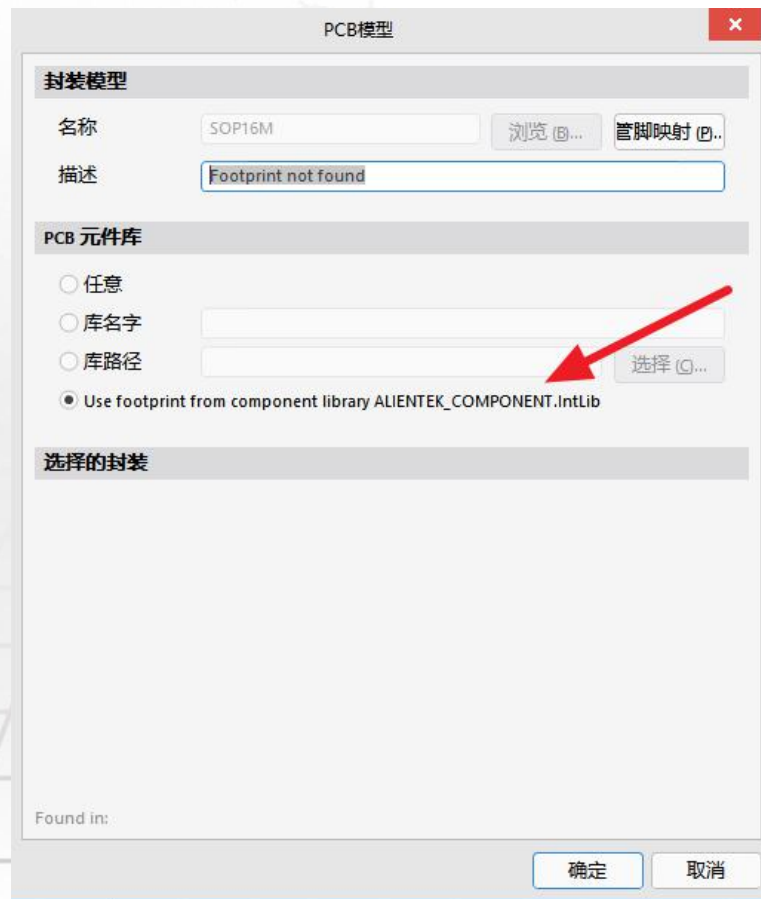 PCB模型
封装模型
名称 SOP16M 浏览 (B)... 管脚映射 (P)..
描述 Footprint not found
PCB 元件库
任意
库名字
库路径 选择 (C)...
Use footprint from component library ALIENTEK_COMPONENT.IntLib
选择的封装
Found in:
确定 取消